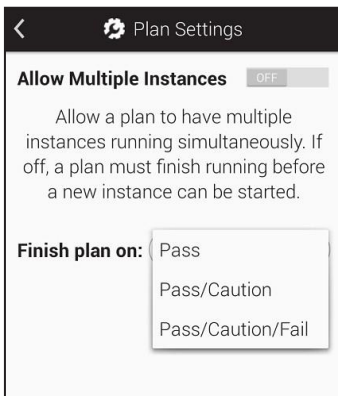 Plan Settings
Allow Multiple Instances OFF
Allow a plan to have multiple
instances running simultaneously. If
off, a plan must finish running before
a new instance can be started.
Finish plan on: Pass
Pass/Caution
Pass/Caution/Fail